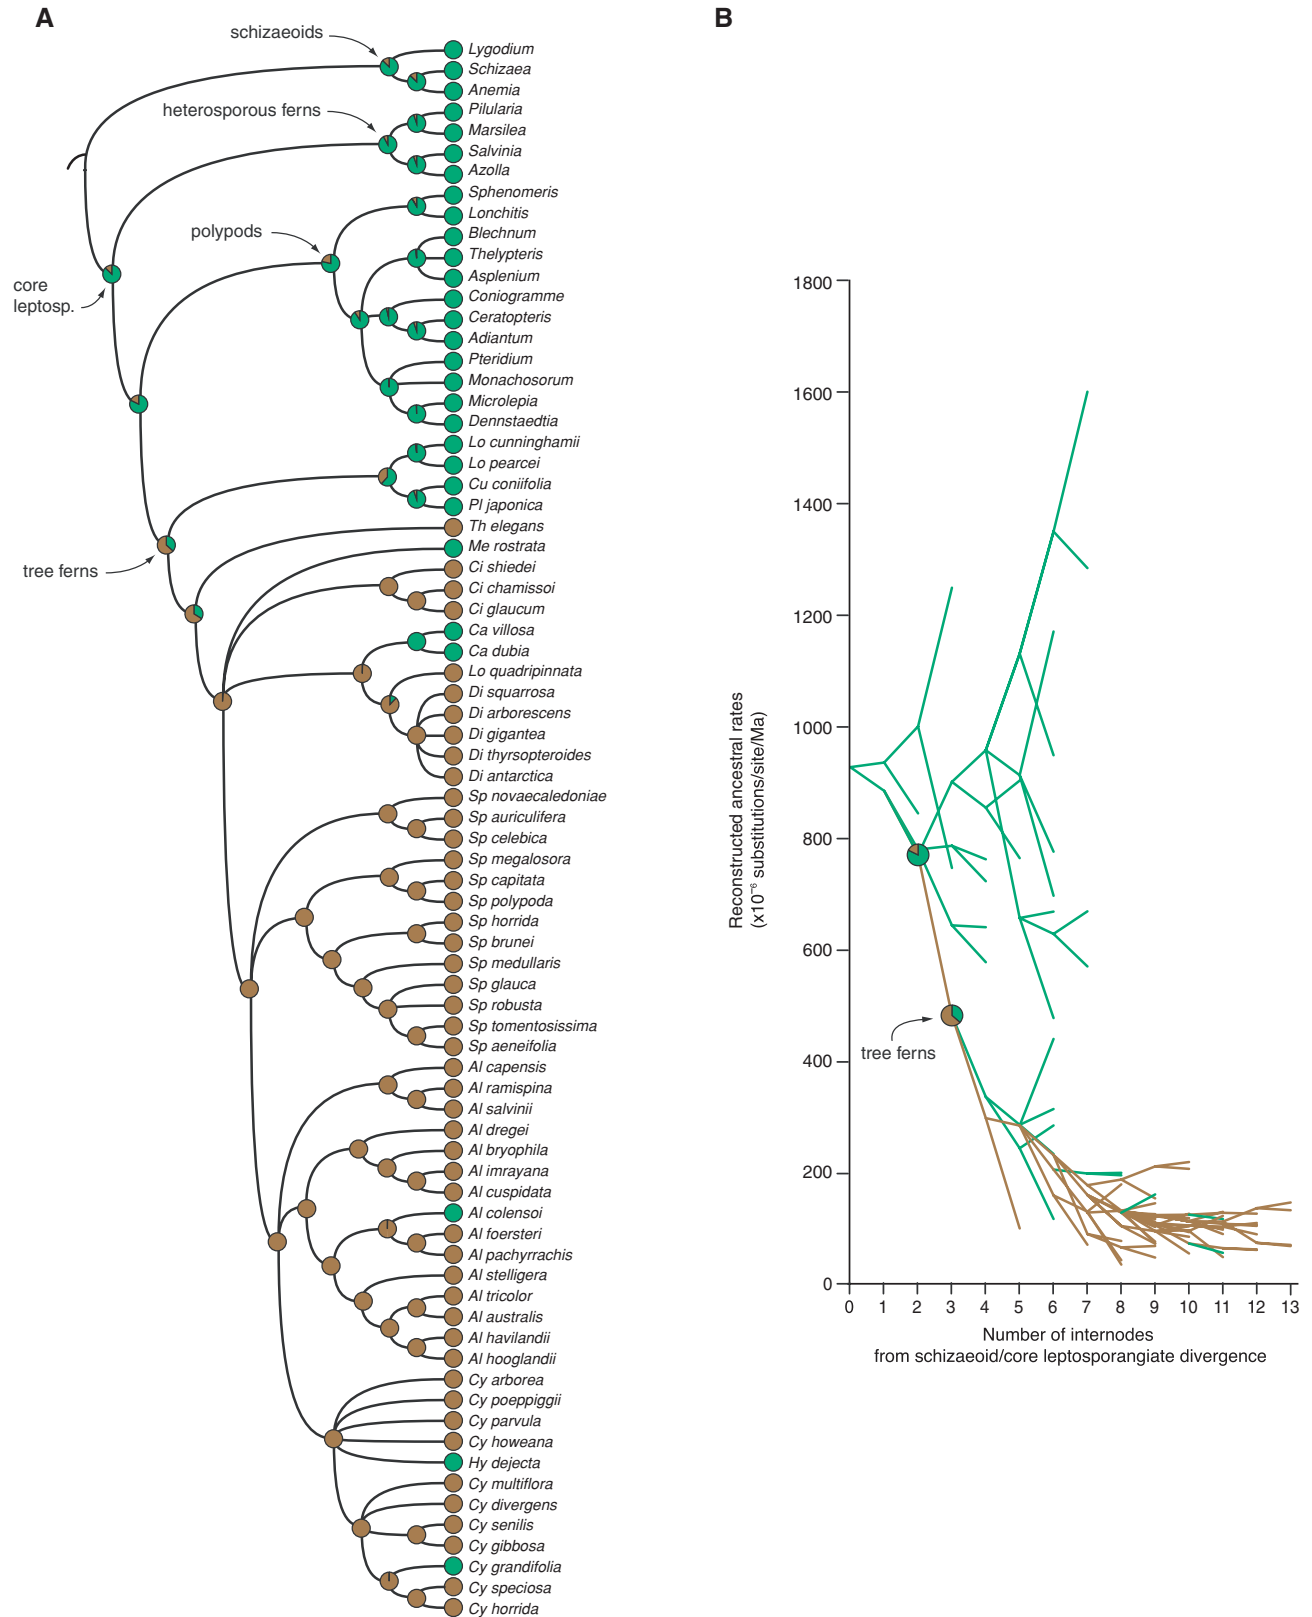 A
schizaeoids
heterosporous ferns
polypods
core
leptosp.
tree ferns
Lygodium
Schizaea
Anemia
Pilularia
Marsilea
Salvinia
Azolla
Sphenomeris
Lonchitis
Blechnum
Thelypteris
Asplenium
Coniogramme
Ceratopteris
Adiantum
Pteridium
Monachosorum
Microlepia
Dennstaedtia
Lo cunninghamii
Lo pearcei
Cu coniifolia
Pl japonica
Th elegans
Me rostrata
Ci shiedei
Ci chamissoi
Ci glaucum
Ca villosa
Ca dubia
Lo quadripinnata
Di squarrosa
Di arborescens
Di gigantea
Di thyrsopteroides
Di antarctica
Sp novaecaledoniae
Sp auriculifera
Sp celebica
Sp megalosora
Sp capitata
Sp polypoda
Sp horrida
Sp brunei
Sp medullaris
Sp glauca
Sp robusta
Sp tomentosissima
Sp aeneifolia
Al capensis
Al ramispina
Al salvinii
Al dregei
Al bryophila
Al imrayana
Al cuspidata
Al colensoi
Al foersteri
Al pachyrrachis
Al stelligera
Al tricolor
Al australis
Al havilandii
Al hooglandii
Cy arborea
Cy poeppiggii
Cy parvula
Cy howeana
Hy dejecta
Cy multiflora
Cy divergens
Cy senilis
Cy gibbosa
Cy grandifolia
Cy speciosa
Cy horrida
B
Reconstructed ancestral rates
(x10⁻⁶ substitutions/site/Ma)
1800
1600
1400
1200
1000
800
600
400
200
0
tree ferns
0 1 2 3 4 5 6 7 8 9 10 11 12 13
Number of internodes
from schizaeoid/core leptosporangiate divergence